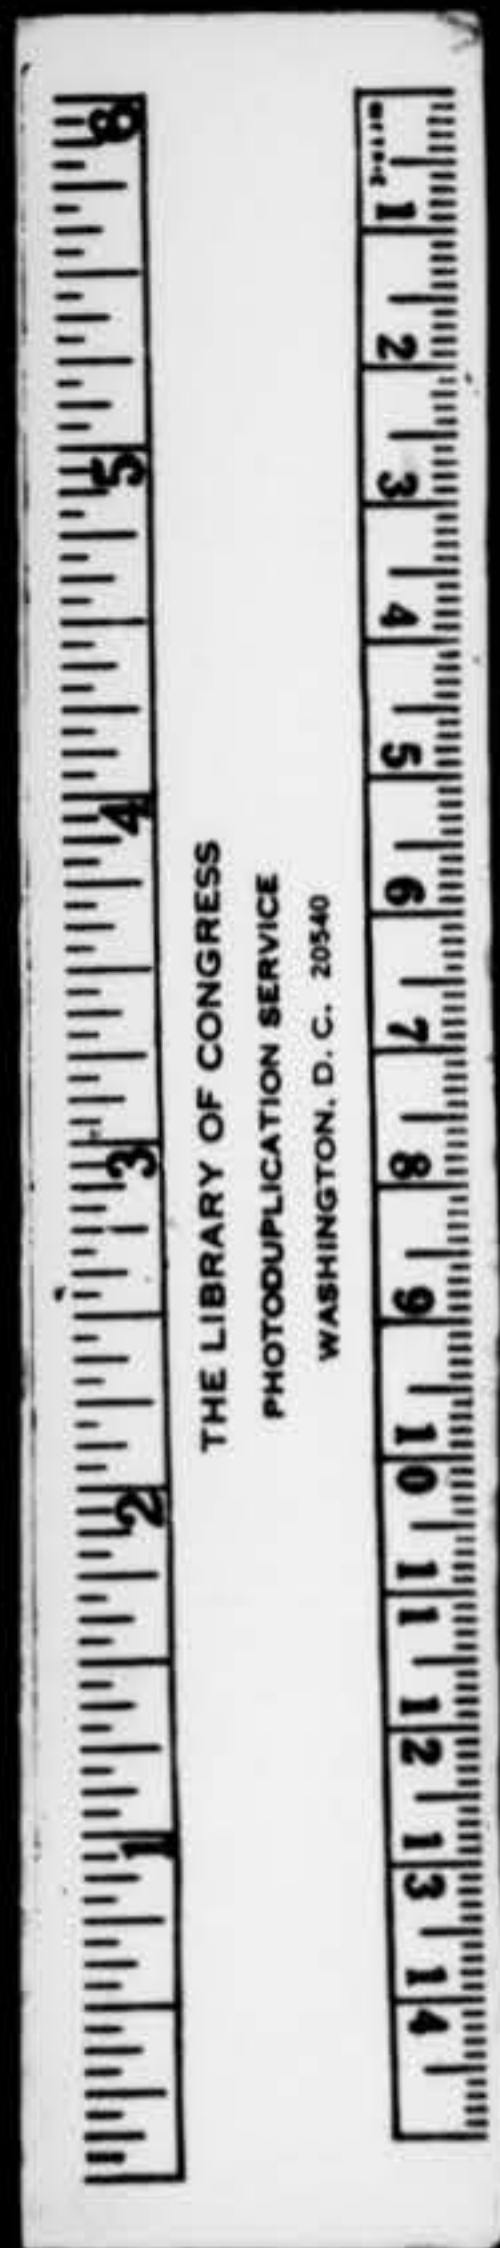 THE LIBRARY OF CONGRESS
PHOTODUPLICATION SERVICE
WASHINGTON, D. C. 20540
1 2 3 4 5 6
1 2 3 4 5 6 7 8 9 10 11 12 13 14